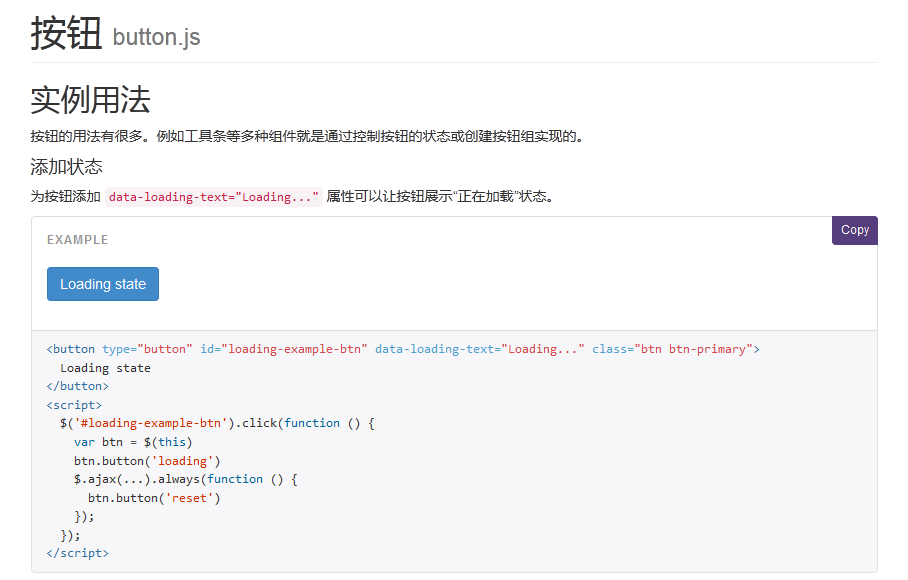 按钮 button.js
实例用法
按钮的用法有很多。例如工具条等多种组件就是通过控制按钮的状态或创建按钮组实现的。
添加状态
为按钮添加 data-loading-text="Loading..." 属性可以让按钮展示“正在加载”状态。
EXAMPLE
Copy
Loading state
<button type="button" id="loading-example-btn" data-loading-text="Loading..." class="btn btn-primary">
  Loading state
</button>
<script>
  $('#loading-example-btn').click(function () {
    var btn = $(this)
    btn.button('loading')
    $.ajax(...).always(function () {
      btn.button('reset')
    });
  });
</script>